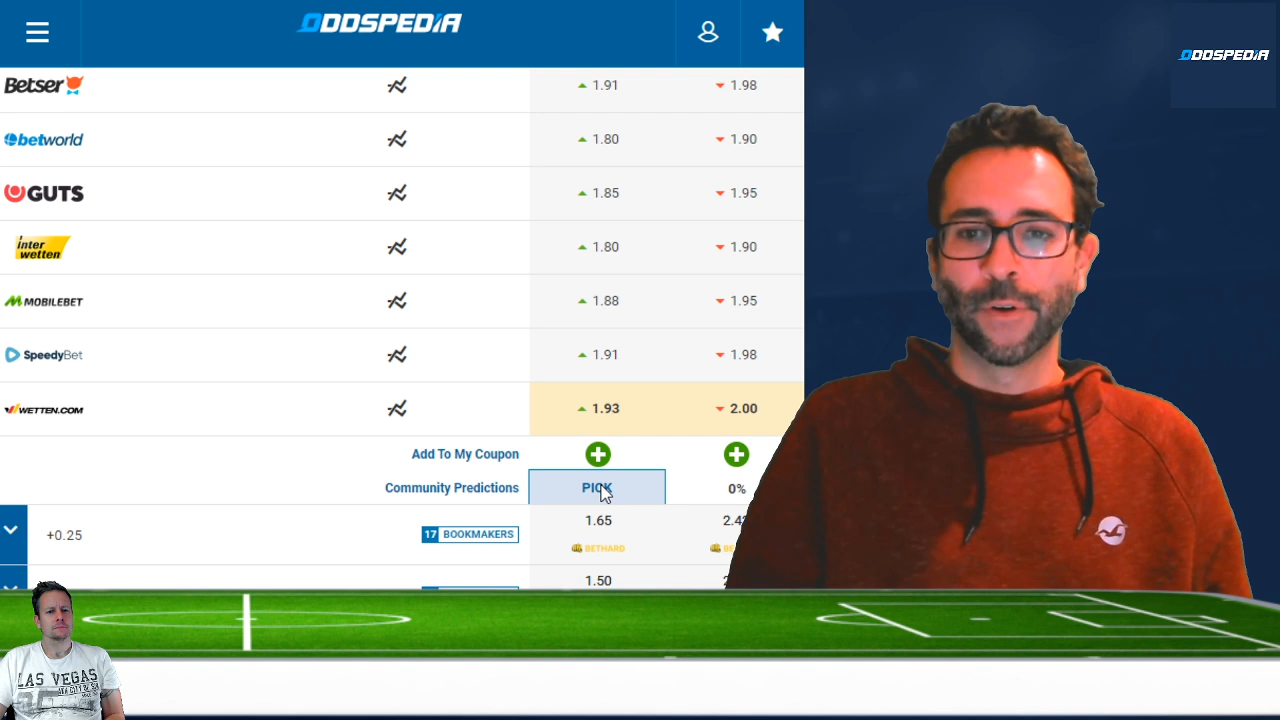 ODDSPEDIA
ODDSPEDIA
Betser 1.91 1.98
betworld 1.80 1.90
GUTS 1.85 1.95
inter wetten 1.80 1.90
MOBILEBET 1.88 1.95
SpeedyBet 1.91 1.98
WETTEN.COM 1.93 2.00
Add To My Coupon
Community Predictions PICK 0%
+0.25 17 BOOKMAKERS 1.65
BETHARD
1.50
LAS VEGAS